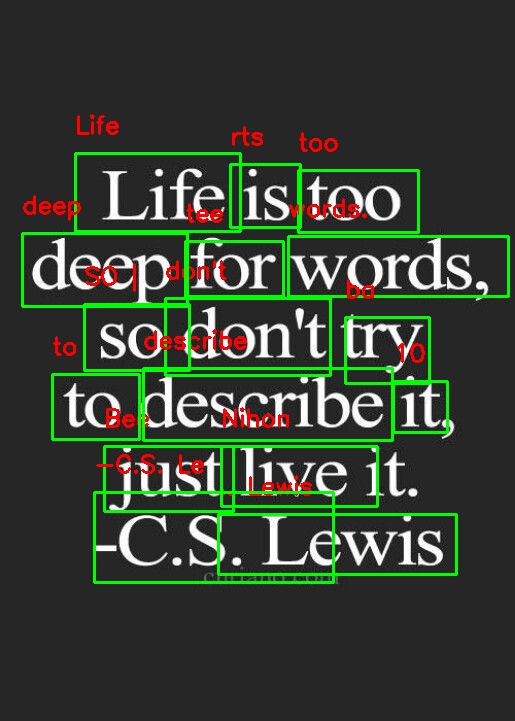 Life
rts
too
Life is too
deep
tee
words.
deep for words,
SO |
don't
ba
so don't try
to
describe
10
to describe it,
Bee
Nihon
just live it.
-C.S. Le
Lewis
-C.S. Lewis